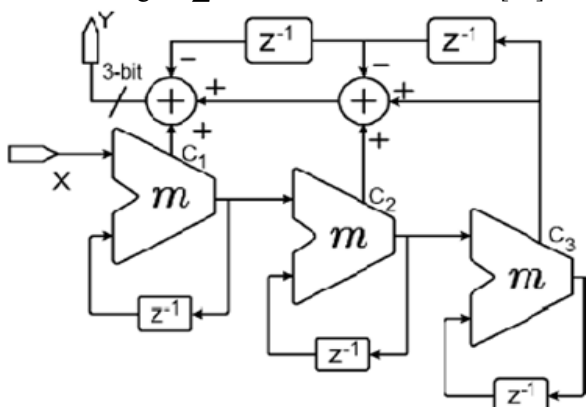 [
]
Y
z⁻¹
z⁻¹
3-bit
−
−
+
+
+
+
+
+
X
C₁
m
C₂
m
C₃
m
z⁻¹
z⁻¹
z⁻¹